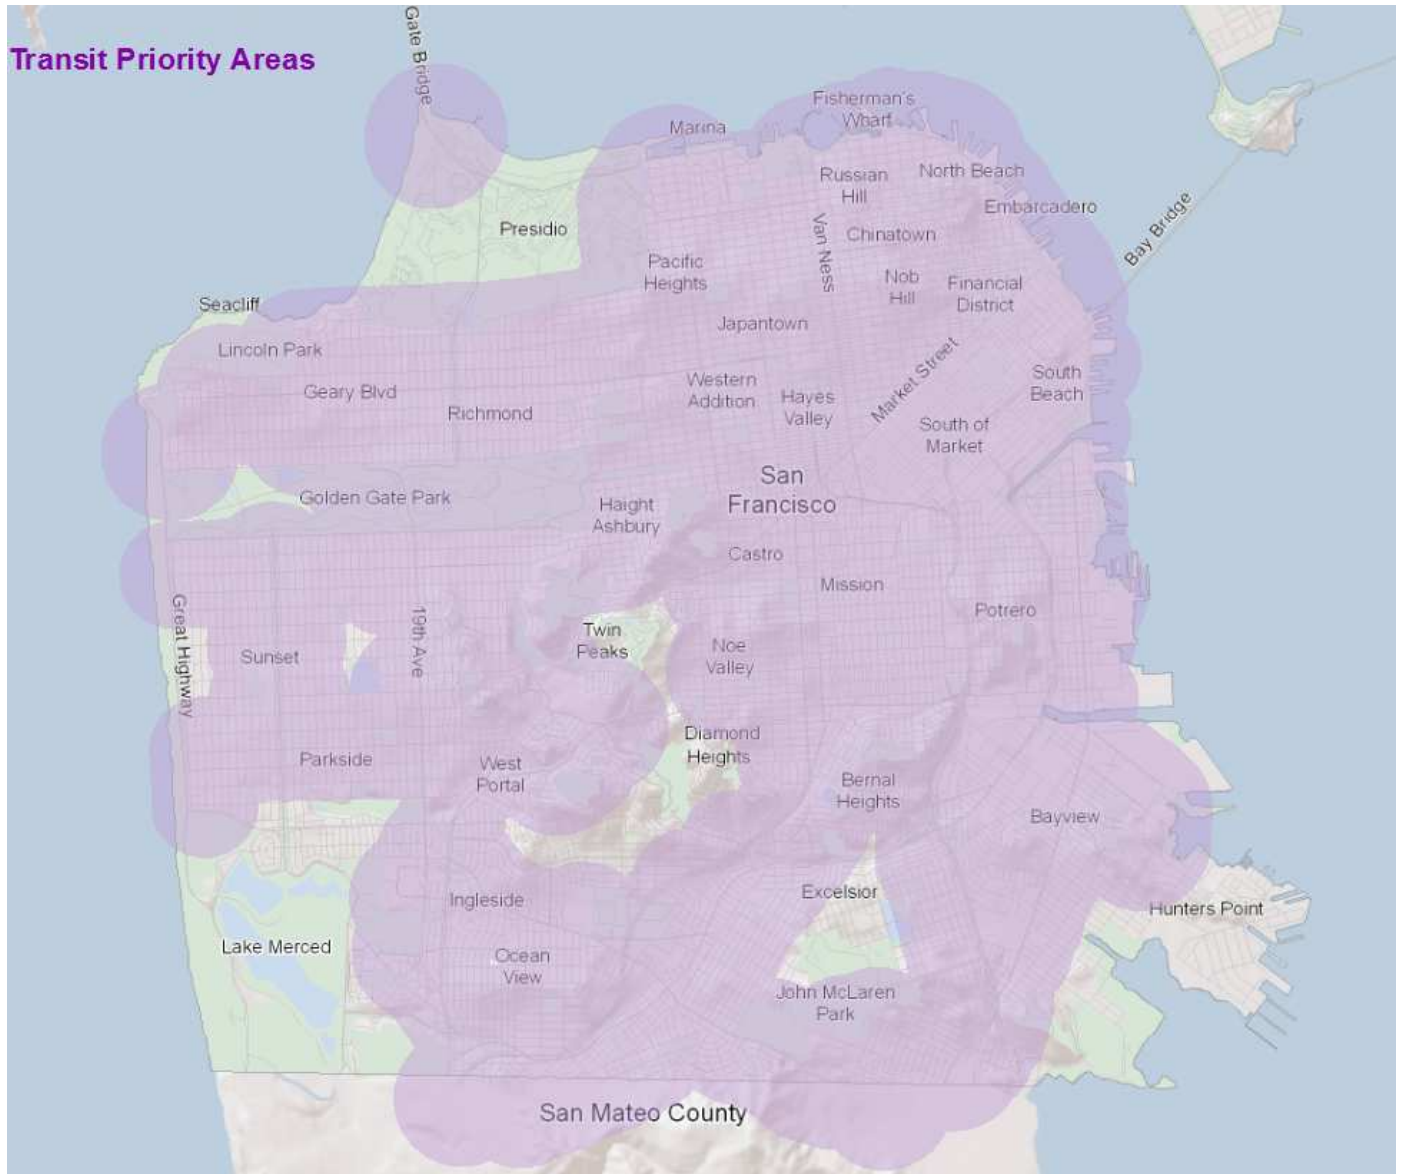 Transit Priority Areas
Gate Bridge
Fisherman's
Wharf
Marina
Russian
Hill
North Beach
Embarcadero
Presidio
Van Ness
Chinatown
Bay Bridge
Pacific
Heights
Nob
Hill
Financial
District
Seacliff
Japantown
Lincoln Park
Geary Blvd
Richmond
Western
Addition
Hayes
Valley
Market Street
South
Beach
South of
Market
San
Francisco
Golden Gate Park
Haight
Ashbury
Castro
Mission
Potrero
Great Highway
19th Ave
Twin
Peaks
Sunset
Noe
Valley
Diamond
Heights
Parkside
West
Portal
Bernal
Heights
Bayview
Ingleside
Excelsior
Hunters Point
Lake Merced
Ocean
View
John McLaren
Park
San Mateo County